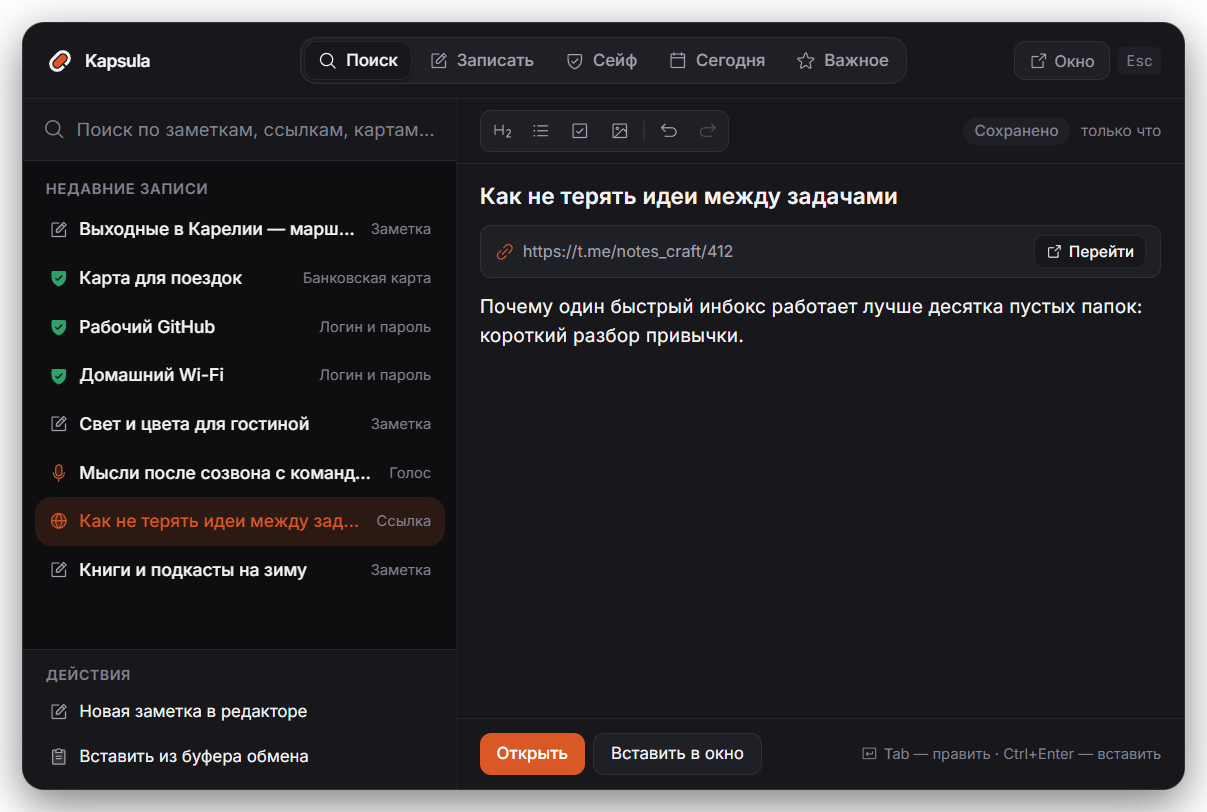 Kapsula
Поиск
Записать
Сейф
Сегодня
Важное
Окно
Esc
Поиск по заметкам, ссылкам, картам...
НЕДАВНИЕ ЗАПИСИ
Выходные в Карелии — марш... Заметка
Карта для поездок Банковская карта
Рабочий GitHub Логин и пароль
Домашний Wi-Fi Логин и пароль
Свет и цвета для гостиной Заметка
Мысли после созвона с команд... Голос
Как не терять идеи между зад... Ссылка
Книги и подкасты на зиму Заметка
ДЕЙСТВИЯ
Новая заметка в редакторе
Вставить из буфера обмена
H2
Сохранено только что
Как не терять идеи между задачами
https://t.me/notes_craft/412
Перейти
Почему один быстрый инбокс работает лучше десятка пустых папок:
короткий разбор привычки.
Открыть
Вставить в окно
Tab — править · Ctrl+Enter — вставить